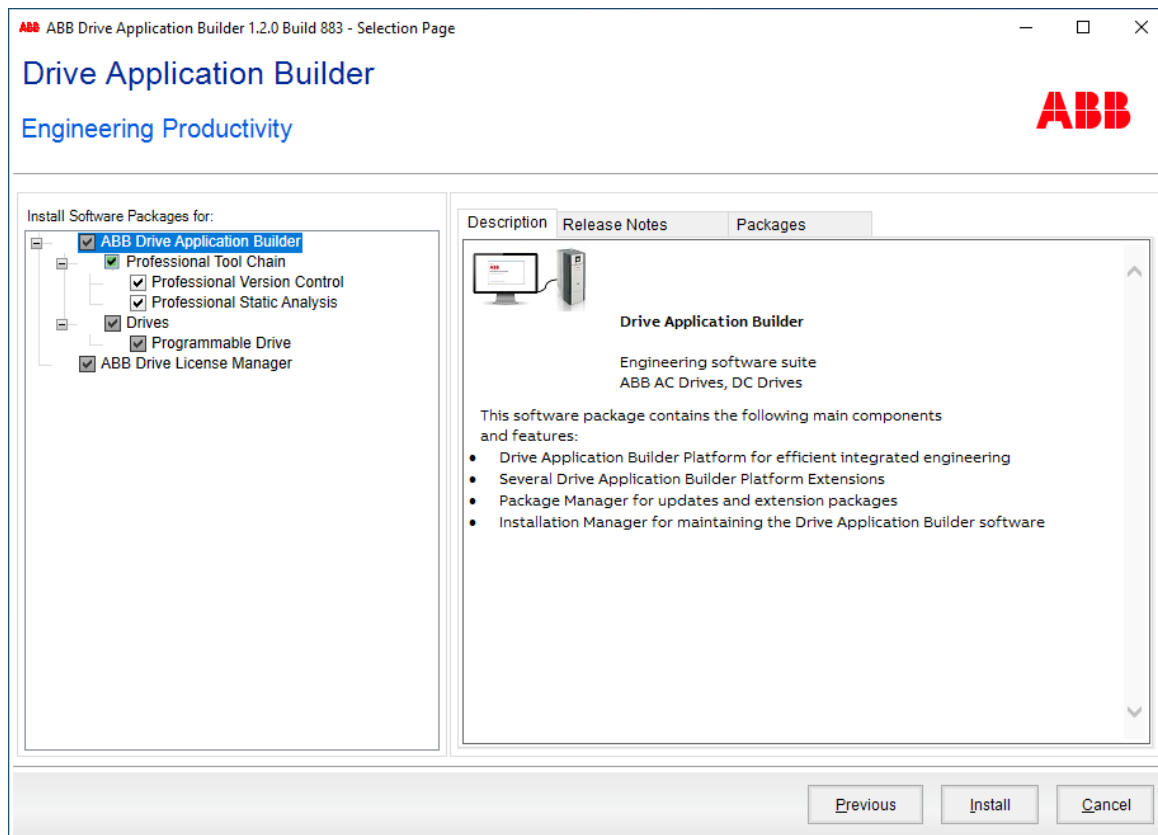 ABB ABB Drive Application Builder 1.2.0 Build 883 - Selection Page
Drive Application Builder
Engineering Productivity
ABB
Install Software Packages for:
ABB Drive Application Builder
Professional Tool Chain
Professional Version Control
Professional Static Analysis
Drives
Programmable Drive
ABB Drive License Manager
Description Release Notes Packages
ABB
Drive Application Builder
Engineering software suite
ABB AC Drives, DC Drives
This software package contains the following main components
and features:
• Drive Application Builder Platform for efficient integrated engineering
• Several Drive Application Builder Platform Extensions
• Package Manager for updates and extension packages
• Installation Manager for maintaining the Drive Application Builder software
Previous Install Cancel